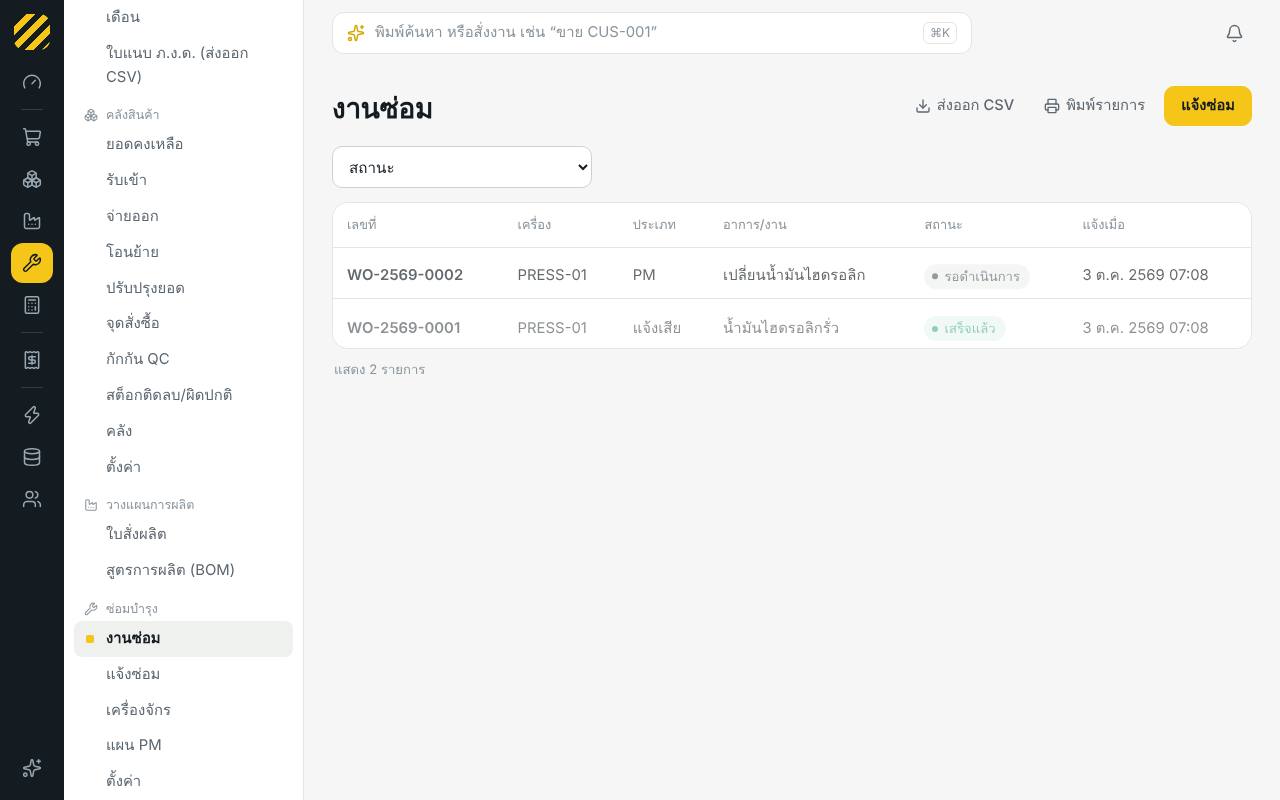 เดือน
ใบแนบ ภ.ง.ด. (ส่งออก
CSV)
คลังสินค้า
ยอดคงเหลือ
รับเข้า
จ่ายออก
โอนย้าย
ปรับปรุงยอด
จุดสั่งซื้อ
กักกัน QC
สต็อกติดลบ/ผิดปกติ
คลัง
ตั้งค่า
วางแผนการผลิต
ใบสั่งผลิต
สูตรการผลิต (BOM)
ซ่อมบำรุง
งานซ่อม
แจ้งซ่อม
เครื่องจักร
แผน PM
ตั้งค่า
พิมพ์ค้นหา หรือสั่งงาน เช่น “ขาย CUS-001” ⌘K
งานซ่อม
ส่งออก CSV พิมพ์รายการ แจ้งซ่อม
สถานะ
เลขที่ เครื่อง ประเภท อาการ/งาน สถานะ แจ้งเมื่อ
WO-2569-0002 PRESS-01 PM เปลี่ยนน้ำมันไฮดรอลิก รอดำเนินการ 3 ต.ค. 2569 07:08
WO-2569-0001 PRESS-01 แจ้งเสีย น้ำมันไฮดรอลิกรั่ว เสร็จแล้ว 3 ต.ค. 2569 07:08
แสดง 2 รายการ